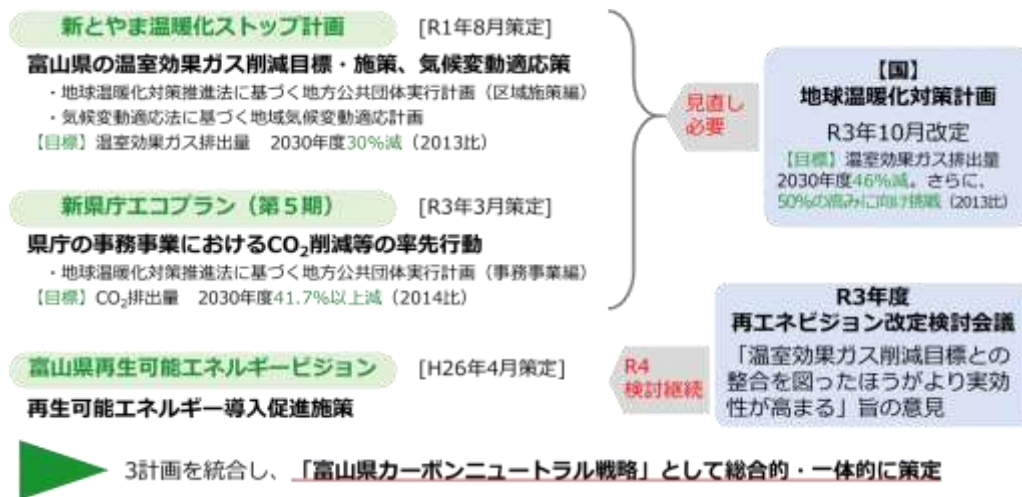 新とやま温暖化ストップ計画 [R1年8月策定]
富山県の温室効果ガス削減目標・施策、気候変動適応策
・地球温暖化対策推進法に基づく地方公共団体実行計画（区域施策編）
・気候変動適応法に基づく地域気候変動適応計画
【目標】温室効果ガス排出量 2030年度30%減（2013比）
新県庁エコプラン（第５期） [R3年3月策定]
県庁の事務事業におけるCO₂削減等の率先行動
・地球温暖化対策推進法に基づく地方公共団体実行計画（事務事業編）
【目標】CO₂排出量 2030年度41.7%以上減（2014比）
見直し
必要
【国】
地球温暖化対策計画
R3年10月改定
【目標】温室効果ガス排出量
2030年度46%減。さらに、
50%の高みに向け挑戦（2013比）
富山県再生可能エネルギービジョン [H26年4月策定]
再生可能エネルギー導入促進施策
R4
検討継続
R3年度
再エネビジョン改定検討会議
「温室効果ガス削減目標との
整合を図ったほうがより実効
性が高まる」旨の意見
3計画を統合し、「富山県カーボンニュートラル戦略」として総合的・一体的に策定